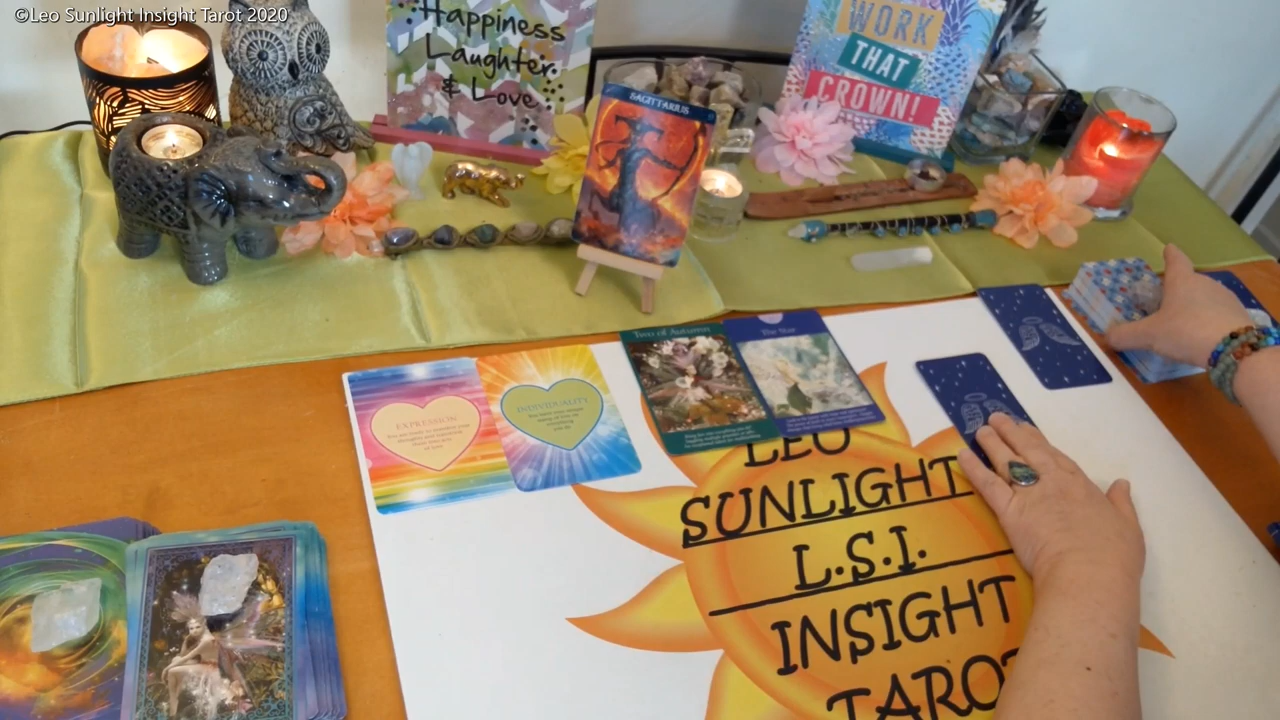 ©Leo Sunlight Insight Tarot 2020
Happiness
Laughter
& Love
WORK
THAT
CROWN!
SAGITTARIUS
EXPRESSION
INDIVIDUALITY
Two of Autumn
The Star
LEO
SUNLIGHT
L.S.I.
INSIGHT
TAROT